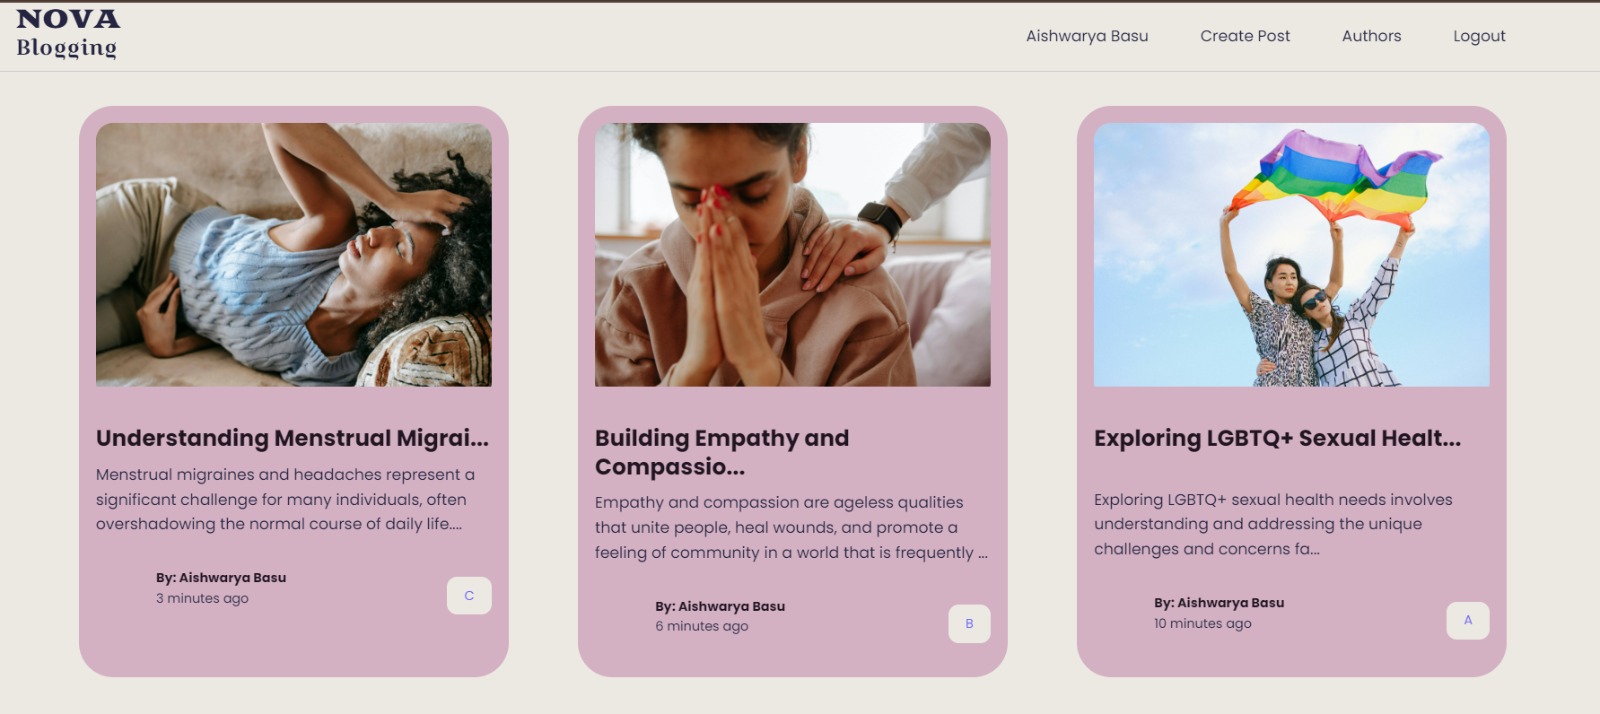 NOVA
Blogging
Aishwarya Basu Create Post Authors Logout
Understanding Menstrual Migrai...
Menstrual migraines and headaches represent a
significant challenge for many individuals, often
overshadowing the normal course of daily life....
By: Aishwarya Basu
3 minutes ago
C
Building Empathy and
Compassio...
Empathy and compassion are ageless qualities
that unite people, heal wounds, and promote a
feeling of community in a world that is frequently ...
By: Aishwarya Basu
6 minutes ago
B
Exploring LGBTQ+ Sexual Healt...
Exploring LGBTQ+ sexual health needs involves
understanding and addressing the unique
challenges and concerns fa...
By: Aishwarya Basu
10 minutes ago
A